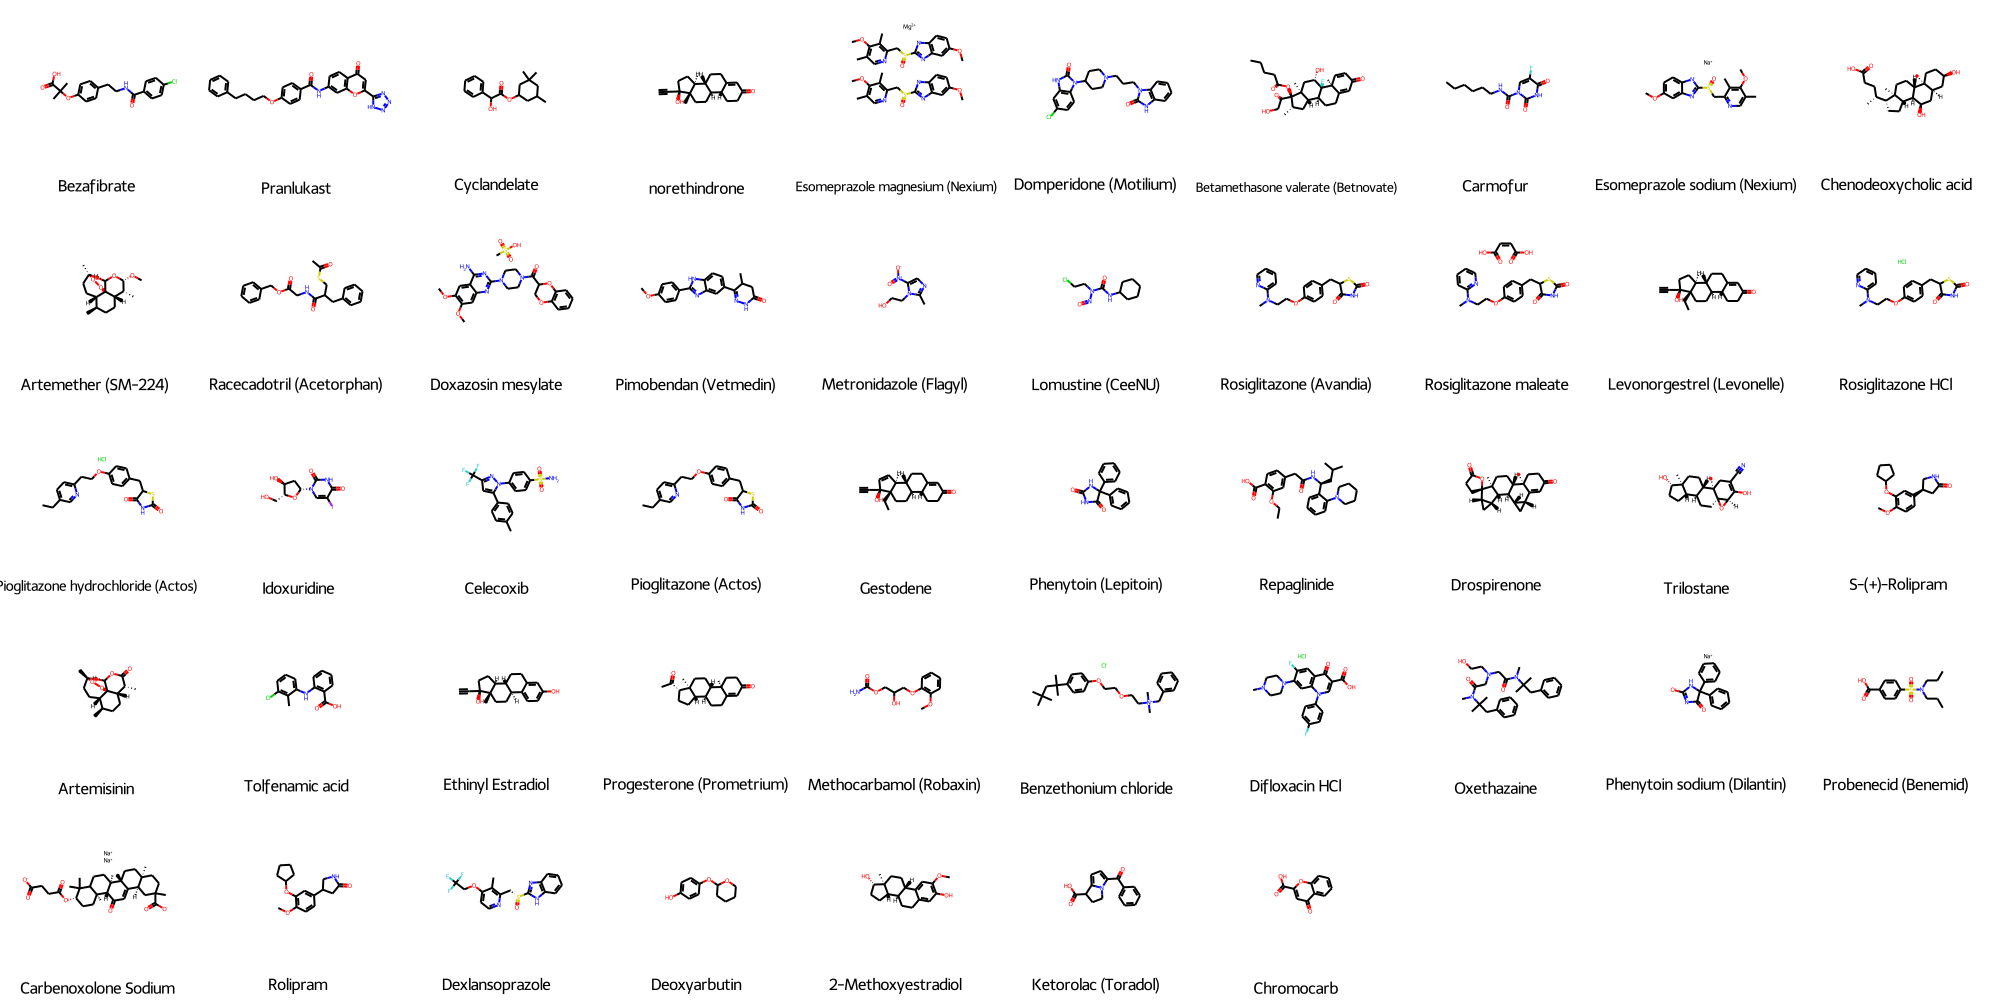 Bezafibrate
Pranlukast
Cyclandelate
norethindrone
Esomeprazole magnesium (Nexium)
Domperidone (Motilium)
Betamethasone valerate (Betnovate)
Carmofur
Esomeprazole sodium (Nexium)
Chenodeoxycholic acid
Artemether (SM-224)
Racecadotril (Acetorphan)
Doxazosin mesylate
Pimobendan (Vetmedin)
Metronidazole (Flagyl)
Lomustine (CeeNU)
Rosiglitazone (Avandia)
Rosiglitazone maleate
Levonorgestrel (Levonelle)
Rosiglitazone HCl
Pioglitazone hydrochloride (Actos)
Idoxuridine
Celecoxib
Pioglitazone (Actos)
Gestodene
Phenytoin (Lepitoin)
Repaglinide
Drospirenone
Trilostane
S-(+)-Rolipram
Artemisinin
Tolfenamic acid
Ethinyl Estradiol
Progesterone (Prometrium)
Methocarbamol (Robaxin)
Benzethonium chloride
Difloxacin HCl
Oxethazaine
Phenytoin sodium (Dilantin)
Probenecid (Benemid)
Carbenoxolone Sodium
Rolipram
Dexlansoprazole
Deoxyarbutin
2-Methoxyestradiol
Ketorolac (Toradol)
Chromocarb